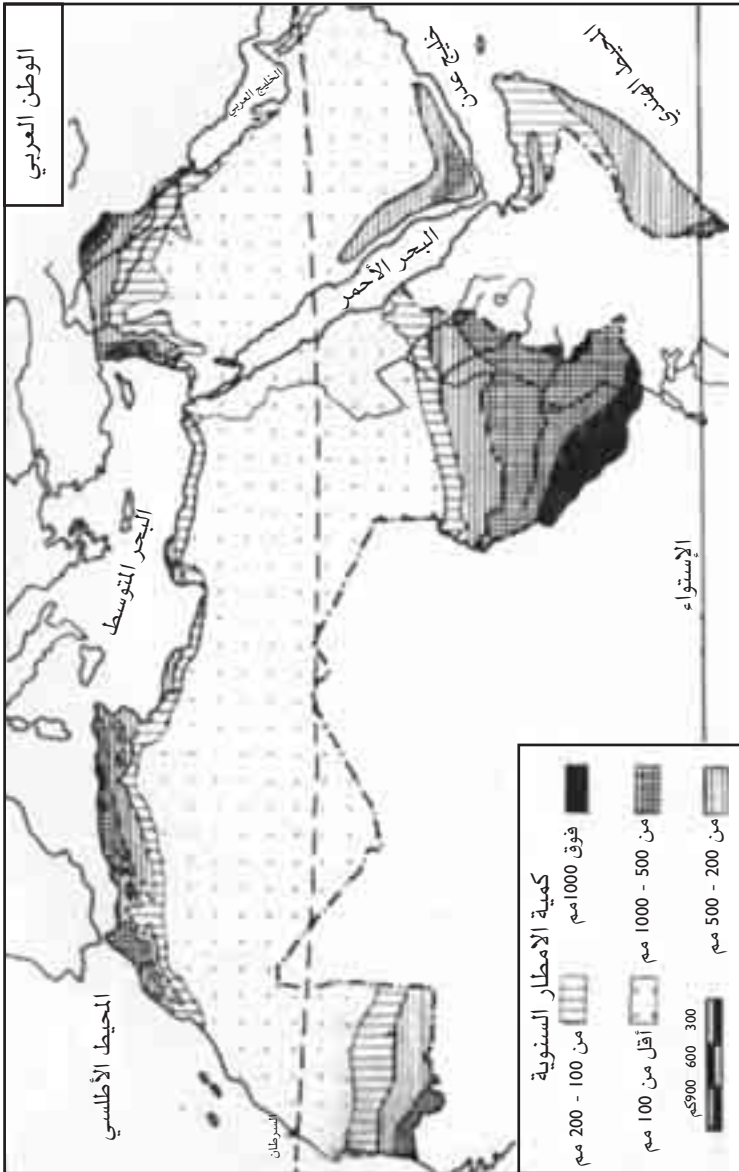 الوطن العربي
الخليج العربي
خليج عدن
المحيط الهندي
البحر الأحمر
البحر المتوسط
الإستواء
المحيط الأطلسي
السرطان
كمية الامطار السنوية
فوق 1000مم
من 500 - 1000 مم
من 200 - 500 مم
من 100 - 200 مم
أقل من 100 مم
300 600 900كم